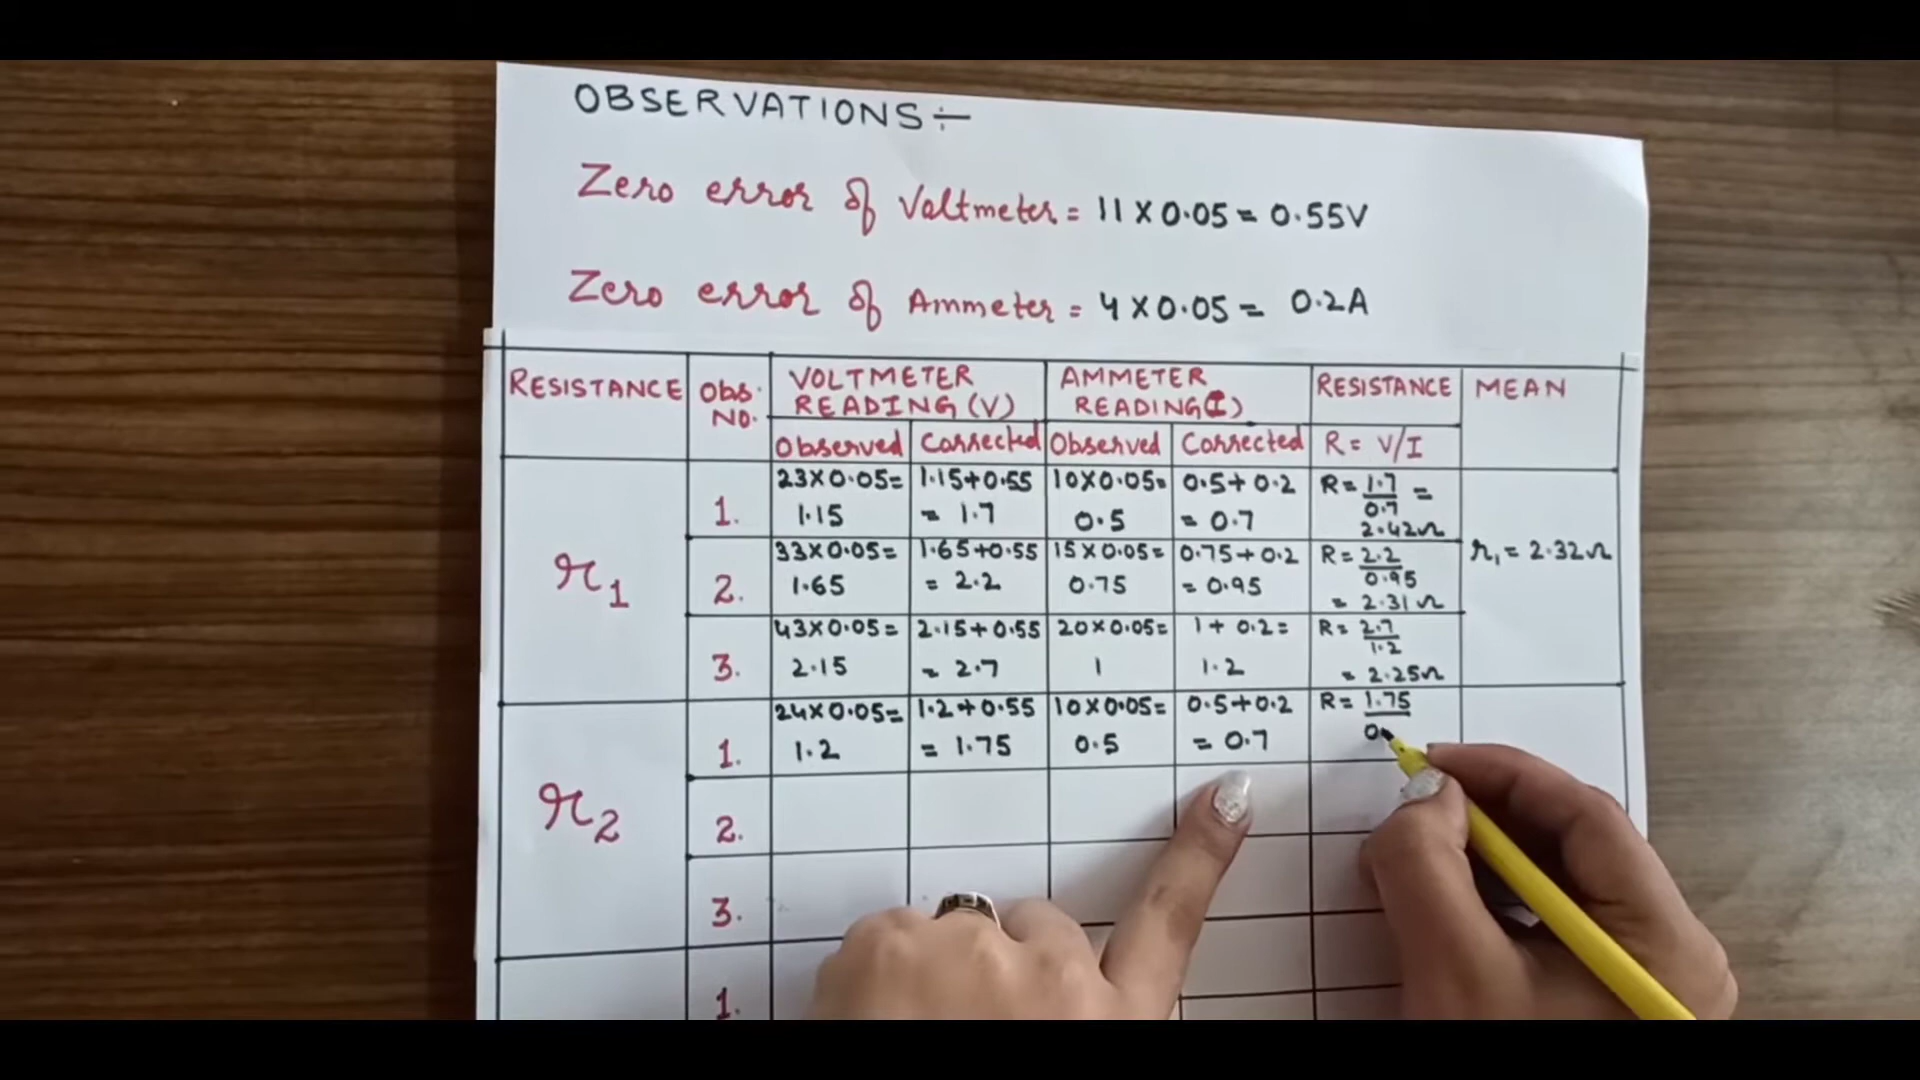 OBSERVATIONS ÷
Zero error of Voltmeter = 11 X 0.05 = 0.55V
Zero error of Ammeter = 4 X 0.05 = 0.2A
RESISTANCE
Obs.
NO.
VOLTMETER
READING (V)
AMMETER
READING (I)
RESISTANCE
MEAN
Observed
Corrected
Observed
Corrected
R = V/I
r1
1.
23X0.05=
1.15
1.15+0.55
= 1.7
10X0.05=
0.5
0.5+0.2
= 0.7
R = 1.7 =
0.7
2.42Ω
2.
33X0.05=
1.65
1.65+0.55
= 2.2
15X0.05=
0.75
0.75+0.2
= 0.95
R = 2.2
0.95
= 2.31Ω
r1 = 2.32Ω
3.
43X0.05=
2.15
2.15+0.55
= 2.7
20X0.05=
1
1+ 0.2=
1.2
R = 2.7
1.2
= 2.25Ω
r2
1.
24X0.05=
1.2
1.2+0.55
= 1.75
10X0.05=
0.5
0.5+0.2
= 0.7
R = 1.75
0.
2.
3.
1.